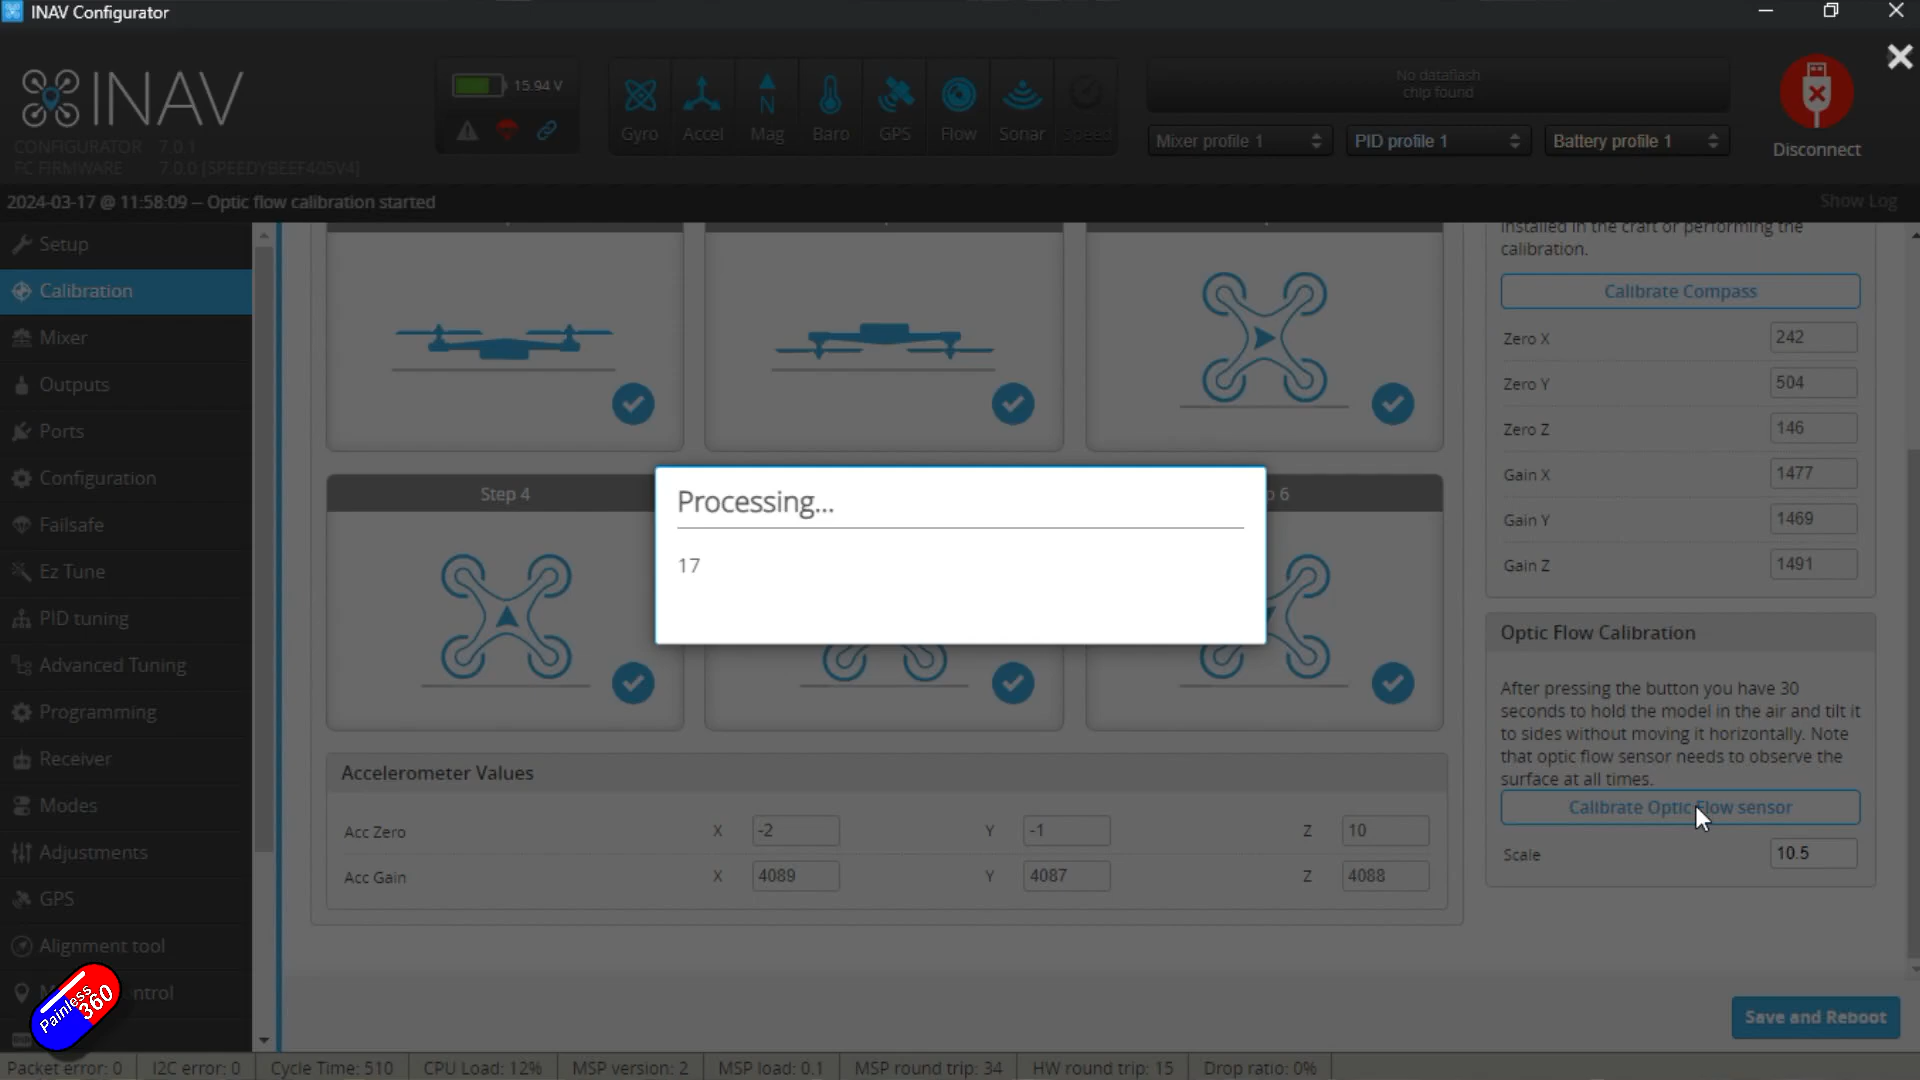 INAV Configurator
INAV
CONFIGURATOR 7.0.1
FC FIRMWARE 7.0.0 [SPEEDYBEEF405V4]
15.94 V
Gyro Accel Mag Baro GPS Flow Sonar Speed
N
No dataflash
chip found
Mixer profile 1 PID profile 1 Battery profile 1
Disconnect
2024-03-17 @ 11:58:09 -- Optic flow calibration started
Show Log
Setup
Calibration
Mixer
Outputs
Ports
Configuration
Failsafe
Ez Tune
PID tuning
Advanced Tuning
Programming
Receiver
Modes
Adjustments
GPS
Alignment tool
Painless
360
Step 4
Processing...
17
Accelerometer Values
Acc Zero X -2 Y -1 Z 10
Acc Gain X 4089 Y 4087 Z 4088
installed in the craft or performing the
calibration.
Calibrate Compass
Zero X 242
Zero Y 504
Zero Z 146
Gain X 1477
Gain Y 1469
Gain Z 1491
Optic Flow Calibration
After pressing the button you have 30
seconds to hold the model in the air and tilt it
to sides without moving it horizontally. Note
that optic flow sensor needs to observe the
surface at all times.
Calibrate Optic Flow sensor
Scale 10.5
Save and Reboot
Packet error: 0 I2C error: 0 Cycle Time: 510 CPU Load: 12% MSP version: 2 MSP load: 0.1 MSP round trip: 34 HW round trip: 15 Drop ratio: 0%